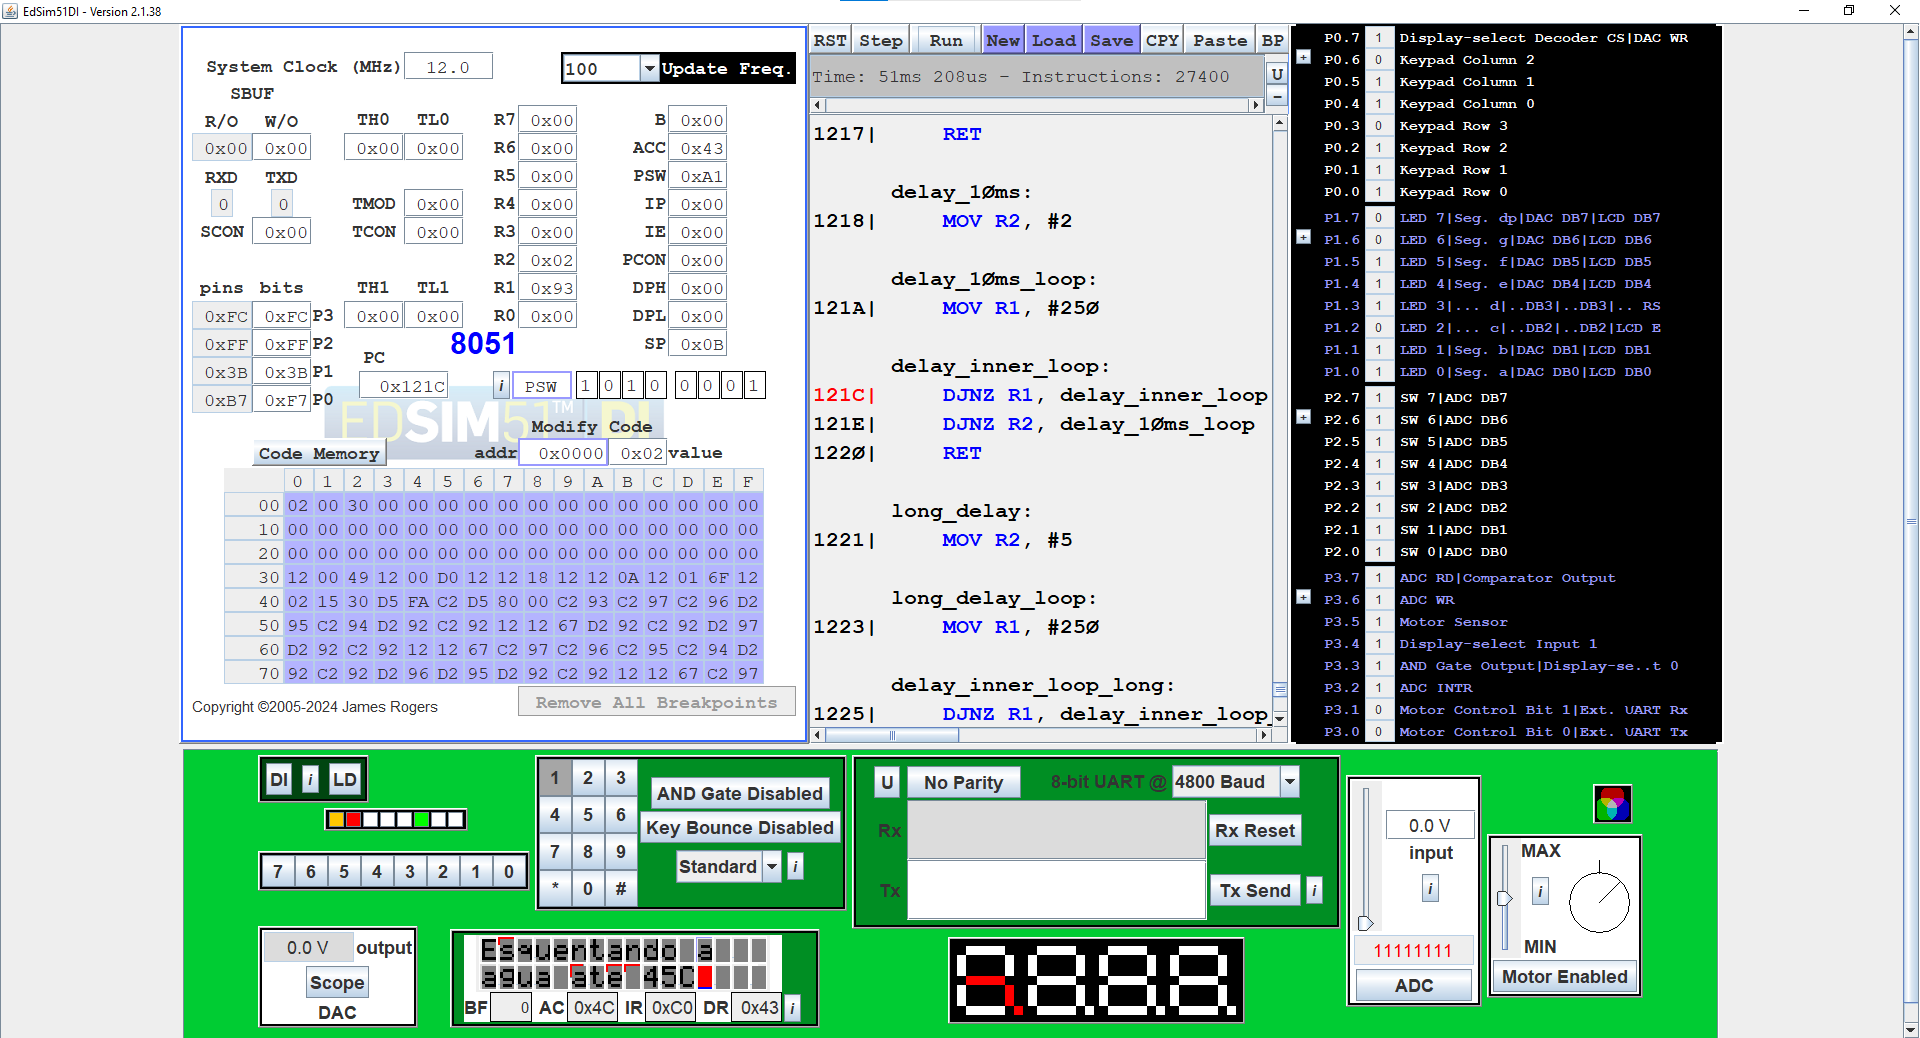 EdSim51DI - Version 2.1.38
System Clock (MHz) 12.0 100 Update Freq.
SBUF
R/O W/O TH0 TL0 R7 0x00 B 0x00
0x00 0x00 0x00 0x00 R6 0x00 ACC 0x43
RXD TXD R5 0x00 PSW 0xA1
0 0 TMOD 0x00 R4 0x00 IP 0x00
SCON 0x00 TCON 0x00 R3 0x00 IE 0x00
R2 0x02 PCON 0x00
pins bits TH1 TL1 R1 0x93 DPH 0x00
0xFC 0xFC P3 0x00 0x00 R0 0x00 DPL 0x00
0xFF 0xFF P2 8051 SP 0x0B
0x3B 0x3B P1 PC
0xB7 0xF7 P0 0x121C i PSW 1 0 1 0 0 0 0 1
EDSIM51™ DI
Modify Code
Code Memory addr 0x0000 0x02 value
0 1 2 3 4 5 6 7 8 9 A B C D E F
00 02 00 30 00 00 00 00 00 00 00 00 00 00 00 00 00
10 00 00 00 00 00 00 00 00 00 00 00 00 00 00 00 00
20 00 00 00 00 00 00 00 00 00 00 00 00 00 00 00 00
30 12 00 49 12 00 D0 12 12 18 12 12 0A 12 01 6F 12
40 02 15 30 D5 FA C2 D5 80 00 C2 93 C2 97 C2 96 D2
50 95 C2 94 D2 92 C2 92 12 12 67 D2 92 C2 92 D2 97
60 D2 92 C2 92 12 12 67 C2 97 C2 96 C2 95 C2 94 D2
70 92 C2 92 D2 96 D2 95 D2 92 C2 92 12 12 67 C2 97
Copyright ©2005-2024 James Rogers Remove All Breakpoints
RST Step Run New Load Save CPY Paste BP
Time: 51ms 208us - Instructions: 27400 U
-
1217| RET
delay_1Øms:
1218| MOV R2, #2
delay_1Øms_loop:
121A| MOV R1, #25Ø
delay_inner_loop:
121C| DJNZ R1, delay_inner_loop
121E| DJNZ R2, delay_1Øms_loop
122Ø| RET
long_delay:
1221| MOV R2, #5
long_delay_loop:
1223| MOV R1, #25Ø
delay_inner_loop_long:
1225| DJNZ R1, delay_inner_loop_
P0.7 1 Display-select Decoder CS|DAC WR
+ P0.6 0 Keypad Column 2
P0.5 1 Keypad Column 1
P0.4 1 Keypad Column 0
P0.3 0 Keypad Row 3
P0.2 1 Keypad Row 2
P0.1 1 Keypad Row 1
P0.0 1 Keypad Row 0
P1.7 0 LED 7|Seg. dp|DAC DB7|LCD DB7
+ P1.6 0 LED 6|Seg. g|DAC DB6|LCD DB6
P1.5 1 LED 5|Seg. f|DAC DB5|LCD DB5
P1.4 1 LED 4|Seg. e|DAC DB4|LCD DB4
P1.3 1 LED 3|... d|..DB3|..DB3|.. RS
P1.2 0 LED 2|... c|..DB2|..DB2|LCD E
P1.1 1 LED 1|Seg. b|DAC DB1|LCD DB1
P1.0 1 LED 0|Seg. a|DAC DB0|LCD DB0
P2.7 1 SW 7|ADC DB7
+ P2.6 1 SW 6|ADC DB6
P2.5 1 SW 5|ADC DB5
P2.4 1 SW 4|ADC DB4
P2.3 1 SW 3|ADC DB3
P2.2 1 SW 2|ADC DB2
P2.1 1 SW 1|ADC DB1
P2.0 1 SW 0|ADC DB0
P3.7 1 ADC RD|Comparator Output
+ P3.6 1 ADC WR
P3.5 1 Motor Sensor
P3.4 1 Display-select Input 1
P3.3 1 AND Gate Output|Display-se..t 0
P3.2 1 ADC INTR
P3.1 0 Motor Control Bit 1|Ext. UART Rx
P3.0 0 Motor Control Bit 0|Ext. UART Tx
DI i LD
7 6 5 4 3 2 1 0
0.0 V output
Scope
DAC
1 2 3
4 5 6
7 8 9
* 0 #
AND Gate Disabled
Key Bounce Disabled
Standard i
Esquentando a
agua ate 45C
BF 0 AC 0x4C IR 0xC0 DR 0x43 i
U No Parity 8-bit UART @ 4800 Baud
Rx Rx Reset
Tx Tx Send i
8.8.8.8.
0.0 V
input
i
11111111
ADC
MAX
i
MIN
Motor Enabled